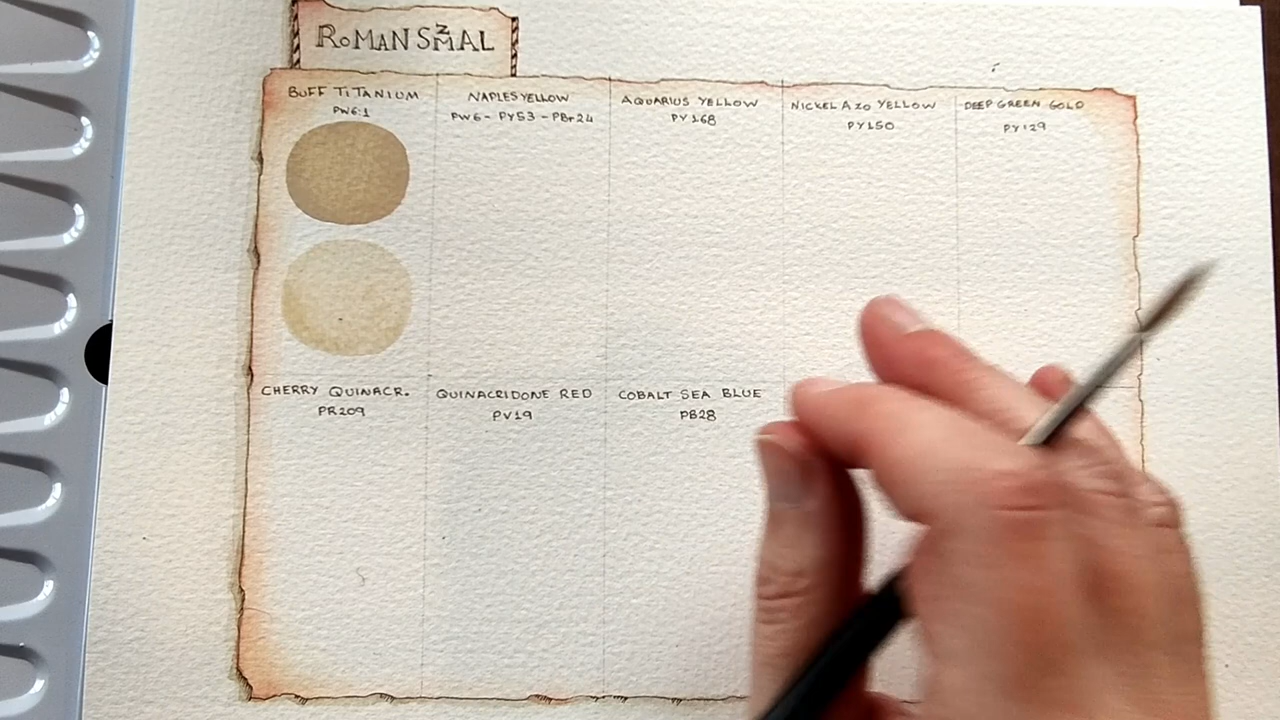 ROMAN SZMAL
BUFF TITANIUM
PW6:1
NAPLES YELLOW
PW6 - PY53 - PBr24
AQUARIUS YELLOW
PY168
NICKEL AZO YELLOW
PY150
DEEP GREEN GOLD
PY129
CHERRY QUINACR.
PR209
QUINACRIDONE RED
PV19
COBALT SEA BLUE
PB28